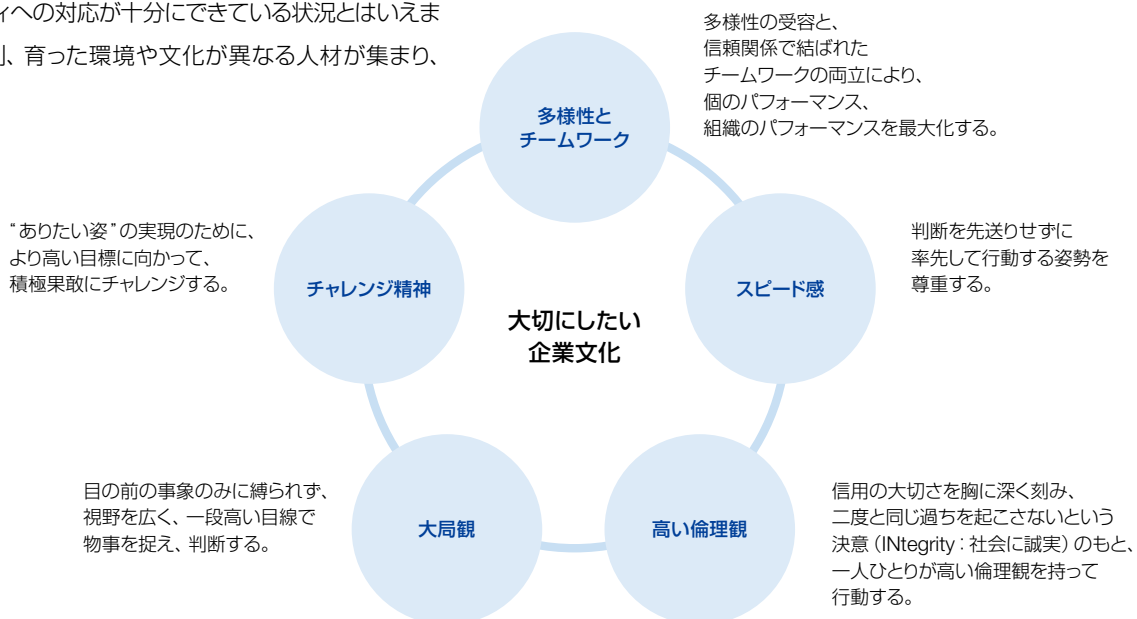 ィへの対応が十分にできている状況とはいえま
、育った環境や文化が異なる人材が集まり、
多様性の受容と、
信頼関係で結ばれた
チームワークの両立により、
個のパフォーマンス、
組織のパフォーマンスを最大化する。
多様性と
チームワーク
“ありたい姿”の実現のために、
より高い目標に向かって、
積極果敢にチャレンジする。
チャレンジ精神
スピード感
判断を先送りせずに
率先して行動する姿勢を
尊重する。
大切にしたい
企業文化
目の前の事象のみに縛られず、
視野を広く、一段高い目線で
物事を捉え、判断する。
大局観
高い倫理観
信用の大切さを胸に深く刻み、
二度と同じ過ちを起こさないという
決意（INtegrity：社会に誠実）のもと、
一人ひとりが高い倫理観を持って
行動する。